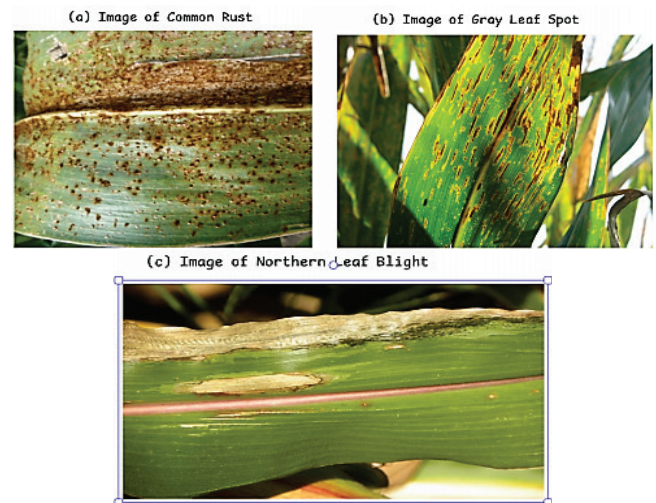 (a) Image of Common Rust
(b) Image of Gray Leaf Spot
(c) Image of Northern Leaf Blight